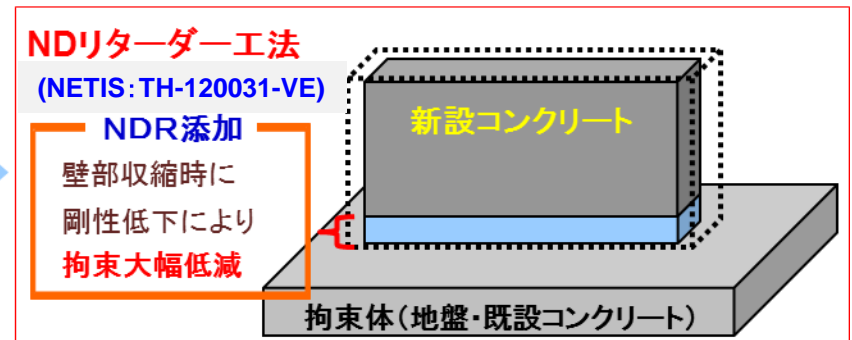 NDリターダー工法
(NETIS:TH-120031-VE)
NDR添加
壁部収縮時に
剛性低下により
拘束大幅低減
新設コンクリート
拘束体(地盤・既設コンクリート)